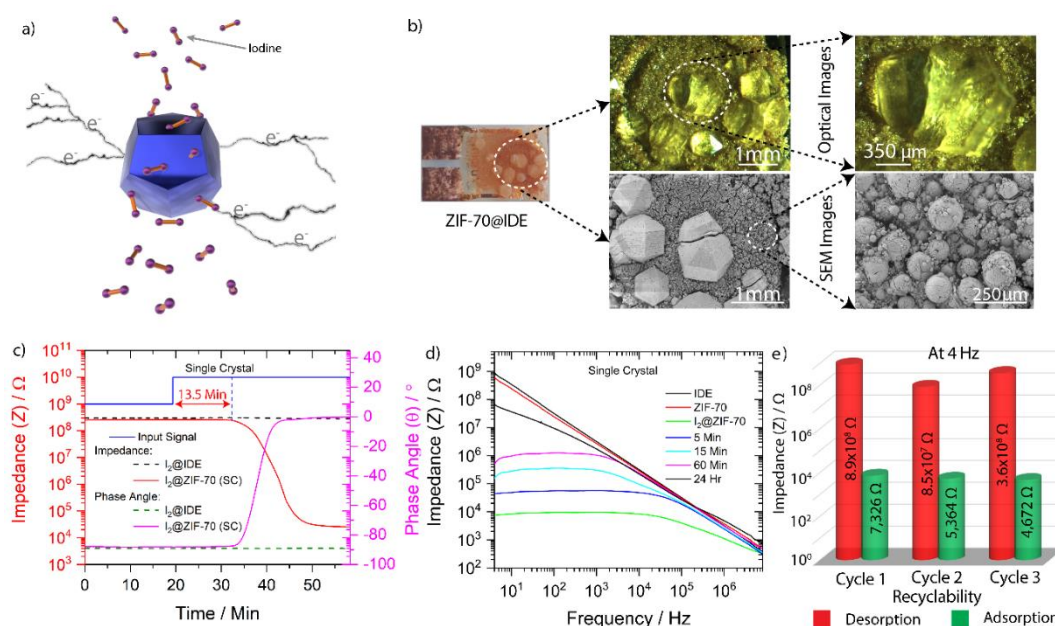 a)
Iodine
e-
e-
e-
e-
e-
b)
ZIF-70@IDE
1mm
350 µm
Optical Images
1mm
250µm
SEM Images
c)
Impedance (Z) / Ω
10¹¹
10¹⁰
10⁹
10⁸
10⁷
10⁶
10⁵
10⁴
10³
Single Crystal
13.5 Min
Input Signal
Impedance:
I₂@IDE
I₂@ZIF-70 (SC)
Phase Angle:
I₂@IDE
I₂@ZIF-70 (SC)
40
20
0
-20
-40
-60
-80
-100
Phase Angle(θ) / °
0 10 20 30 40 50
Time / Min
d)
Impedance (Z) / Ω
10⁹
10⁸
10⁷
10⁶
10⁵
10⁴
10³
10²
Single Crystal
IDE
ZIF-70
I₂@ZIF-70
5 Min
15 Min
60 Min
24 Hr
10¹ 10² 10³ 10⁴ 10⁵ 10⁶
Frequency / Hz
e)
At 4 Hz
Impedance (Z) / Ω
10⁸
10⁶
10⁴
10²
10⁰
7,326 Ω
8.5x10⁷ Ω
5,364 Ω
3.6x10⁸ Ω
4,672 Ω
Cycle 1 Cycle 2 Cycle 3
Recyclability
Desorption Adsorption